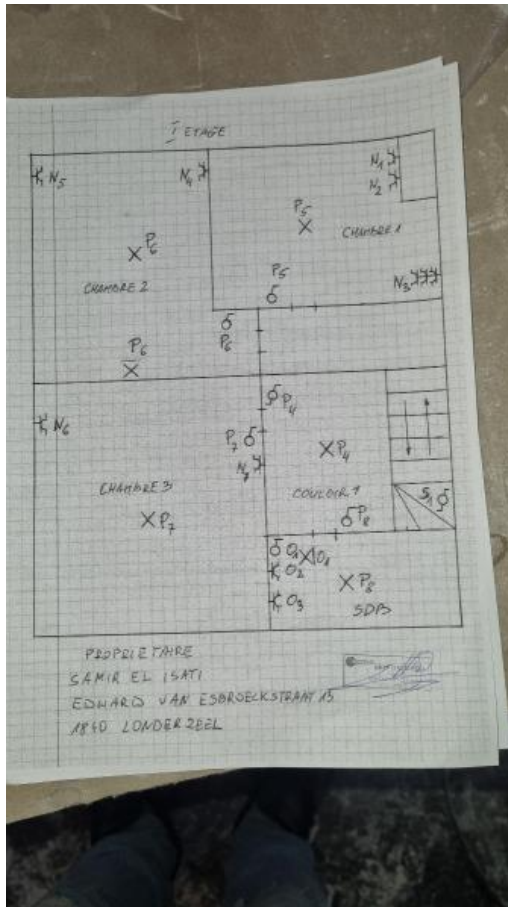 I ETAGE
N5
N4
N1
N2
P5
P6
CHAMBRE 1
CHAMBRE 2
P5
N3
P6
P6
N6
P4
P7
N7
P4
CHAMBRE 3
COULOIR 1
S1
P7
P8
O1
O1
O2
P8
O3
SDB
PROPRIETAIRE
SAMIR EL ISATI
EDWARD VAN ESBROECKSTRAAT 15
1840 LONDERZEEL